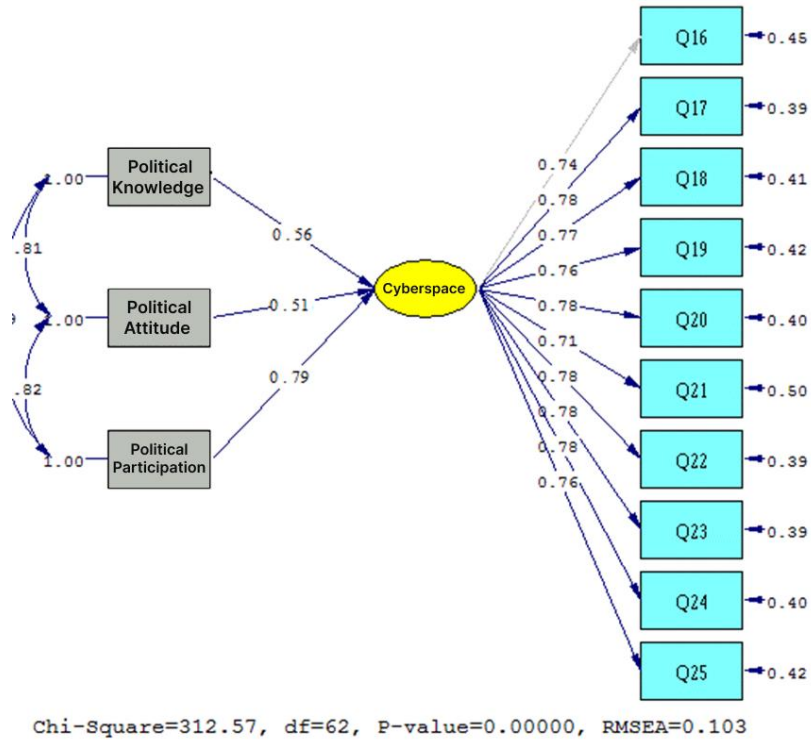 Q16
0.45
Q17
0.39
Political
Knowledge
1.00
0.74
0.78
Q18
0.41
0.77
.81
0.56
0.76
Q19
0.42
Cyberspace
Political
Attitude
1.00
0.51
0.78
Q20
0.40
0.71
.82
0.79
0.78
Q21
0.50
0.78
Political
Participation
1.00
0.78
Q22
0.39
0.76
Q23
0.39
Q24
0.40
Q25
0.42
Chi-Square=312.57, df=62, P-value=0.00000, RMSEA=0.103